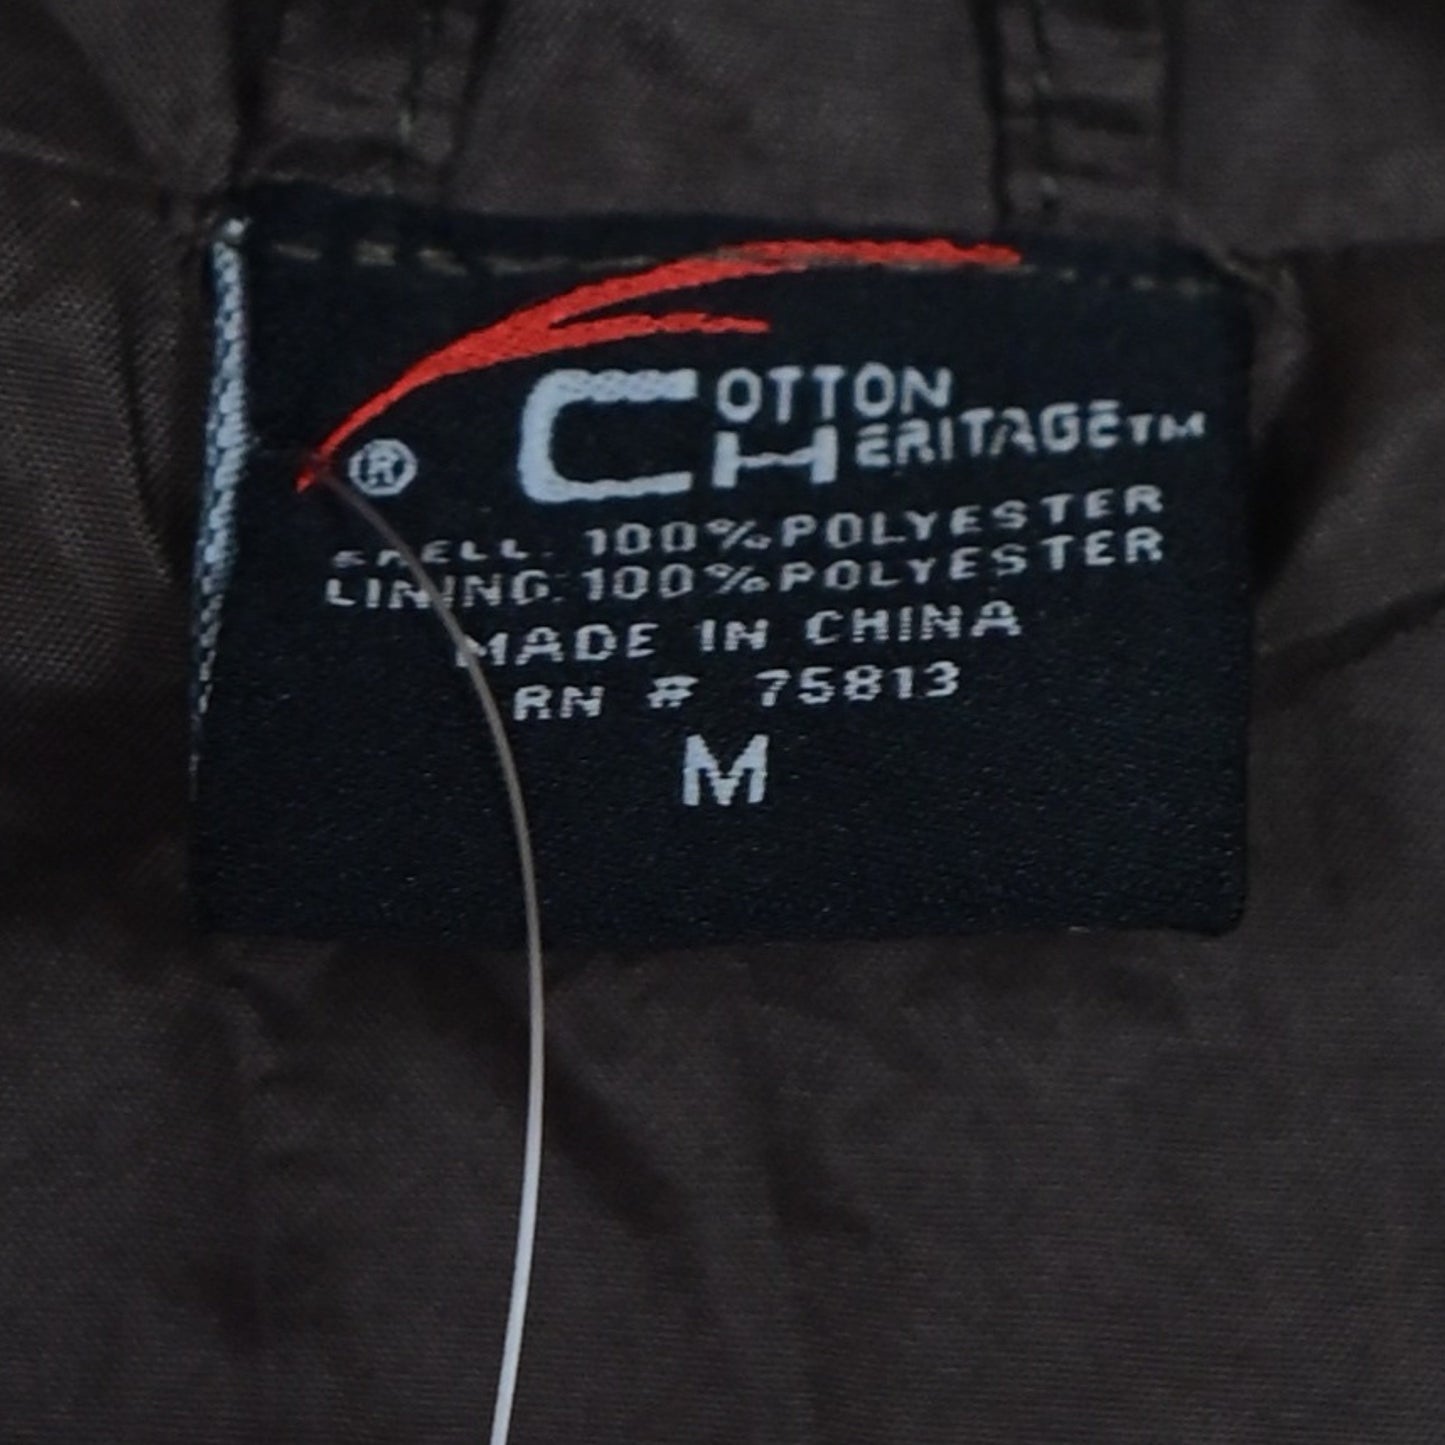 ®
COTTON
HERITAGE™
SHELL: 100% POLYESTER
LINING: 100% POLYESTER
MADE IN CHINA
RN # 75813
M